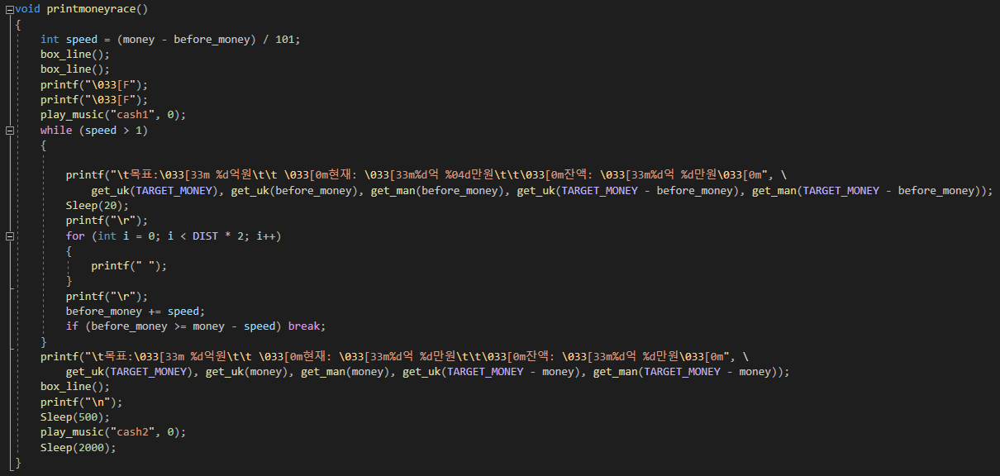 void printmoneyrace()
{
int speed = (money - before_money) / 101;
box_line();
box_line();
printf("\033[F");
printf("\033[F");
play_music("cash1", 0);
while (speed > 1)
{
printf("\t목표:\033[33m %d억원\t\t \033[0m현재: \033[33m%d억 %04d만원\t\t\033[0m잔액: \033[33m%d억 %d만원\033[0m", \
get_uk(TARGET_MONEY), get_uk(before_money), get_man(before_money), get_uk(TARGET_MONEY - before_money), get_man(TARGET_MONEY - before_money));
Sleep(20);
printf("\r");
for (int i = 0; i < DIST * 2; i++)
{
printf(" ");
}
printf("\r");
before_money += speed;
if (before_money >= money - speed) break;
}
printf("\t목표:\033[33m %d억원\t\t \033[0m현재: \033[33m%d억 %d만원\t\t\033[0m잔액: \033[33m%d억 %d만원\033[0m", \
get_uk(TARGET_MONEY), get_uk(money), get_man(money), get_uk(TARGET_MONEY - money), get_man(TARGET_MONEY - money));
box_line();
printf("\n");
Sleep(500);
play_music("cash2", 0);
Sleep(2000);
}